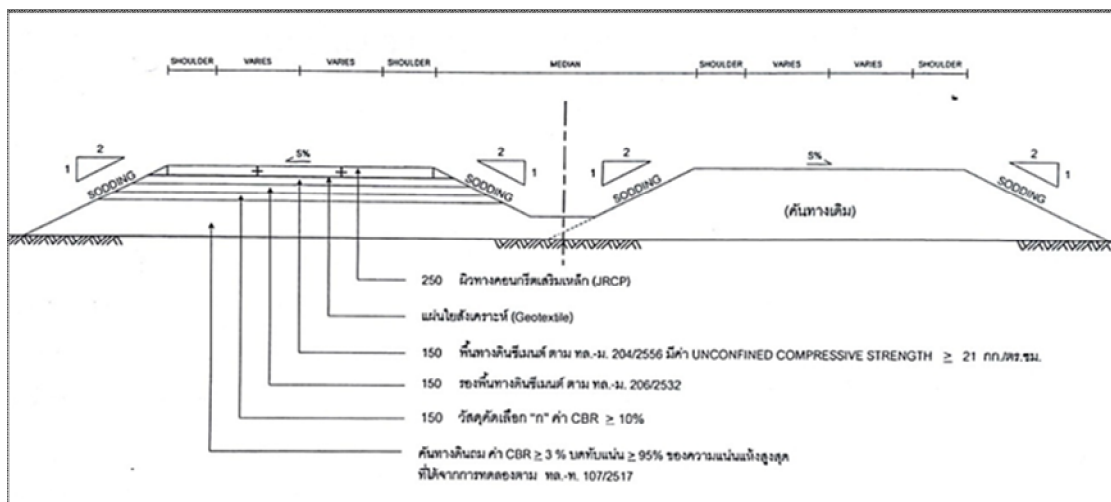 SHOULDER VARIES VARIES SHOULDER MEDIAN SHOULDER VARIES VARIES SHOULDER
2 2 2 2
1 5% 1 1 5% 1
SODDING SODDING SODDING SODDING
(คันทางเดิม)
250 ผิวทางคอนกรีตเสริมเหล็ก (JRCP)
แผ่นใยสังเคราะห์ (Geotextile)
150 พื้นทางดินซีเมนต์ ตาม ทล.-ม. 204/2556 มีค่า UNCONFINED COMPRESSIVE STRENGTH ≥ 21 กก./ตร.ซม.
150 รองพื้นทางดินซีเมนต์ ตาม ทล.-ม. 206/2532
150 วัสดุคัดเลือก "ก" ค่า CBR ≥ 10%
คันทางดินถม ค่า CBR ≥ 3 % บดทับแน่น ≥ 95% ของความแน่นแห้งสูงสุด
ที่ได้จากการทดลองตาม ทล.-ท. 107/2517